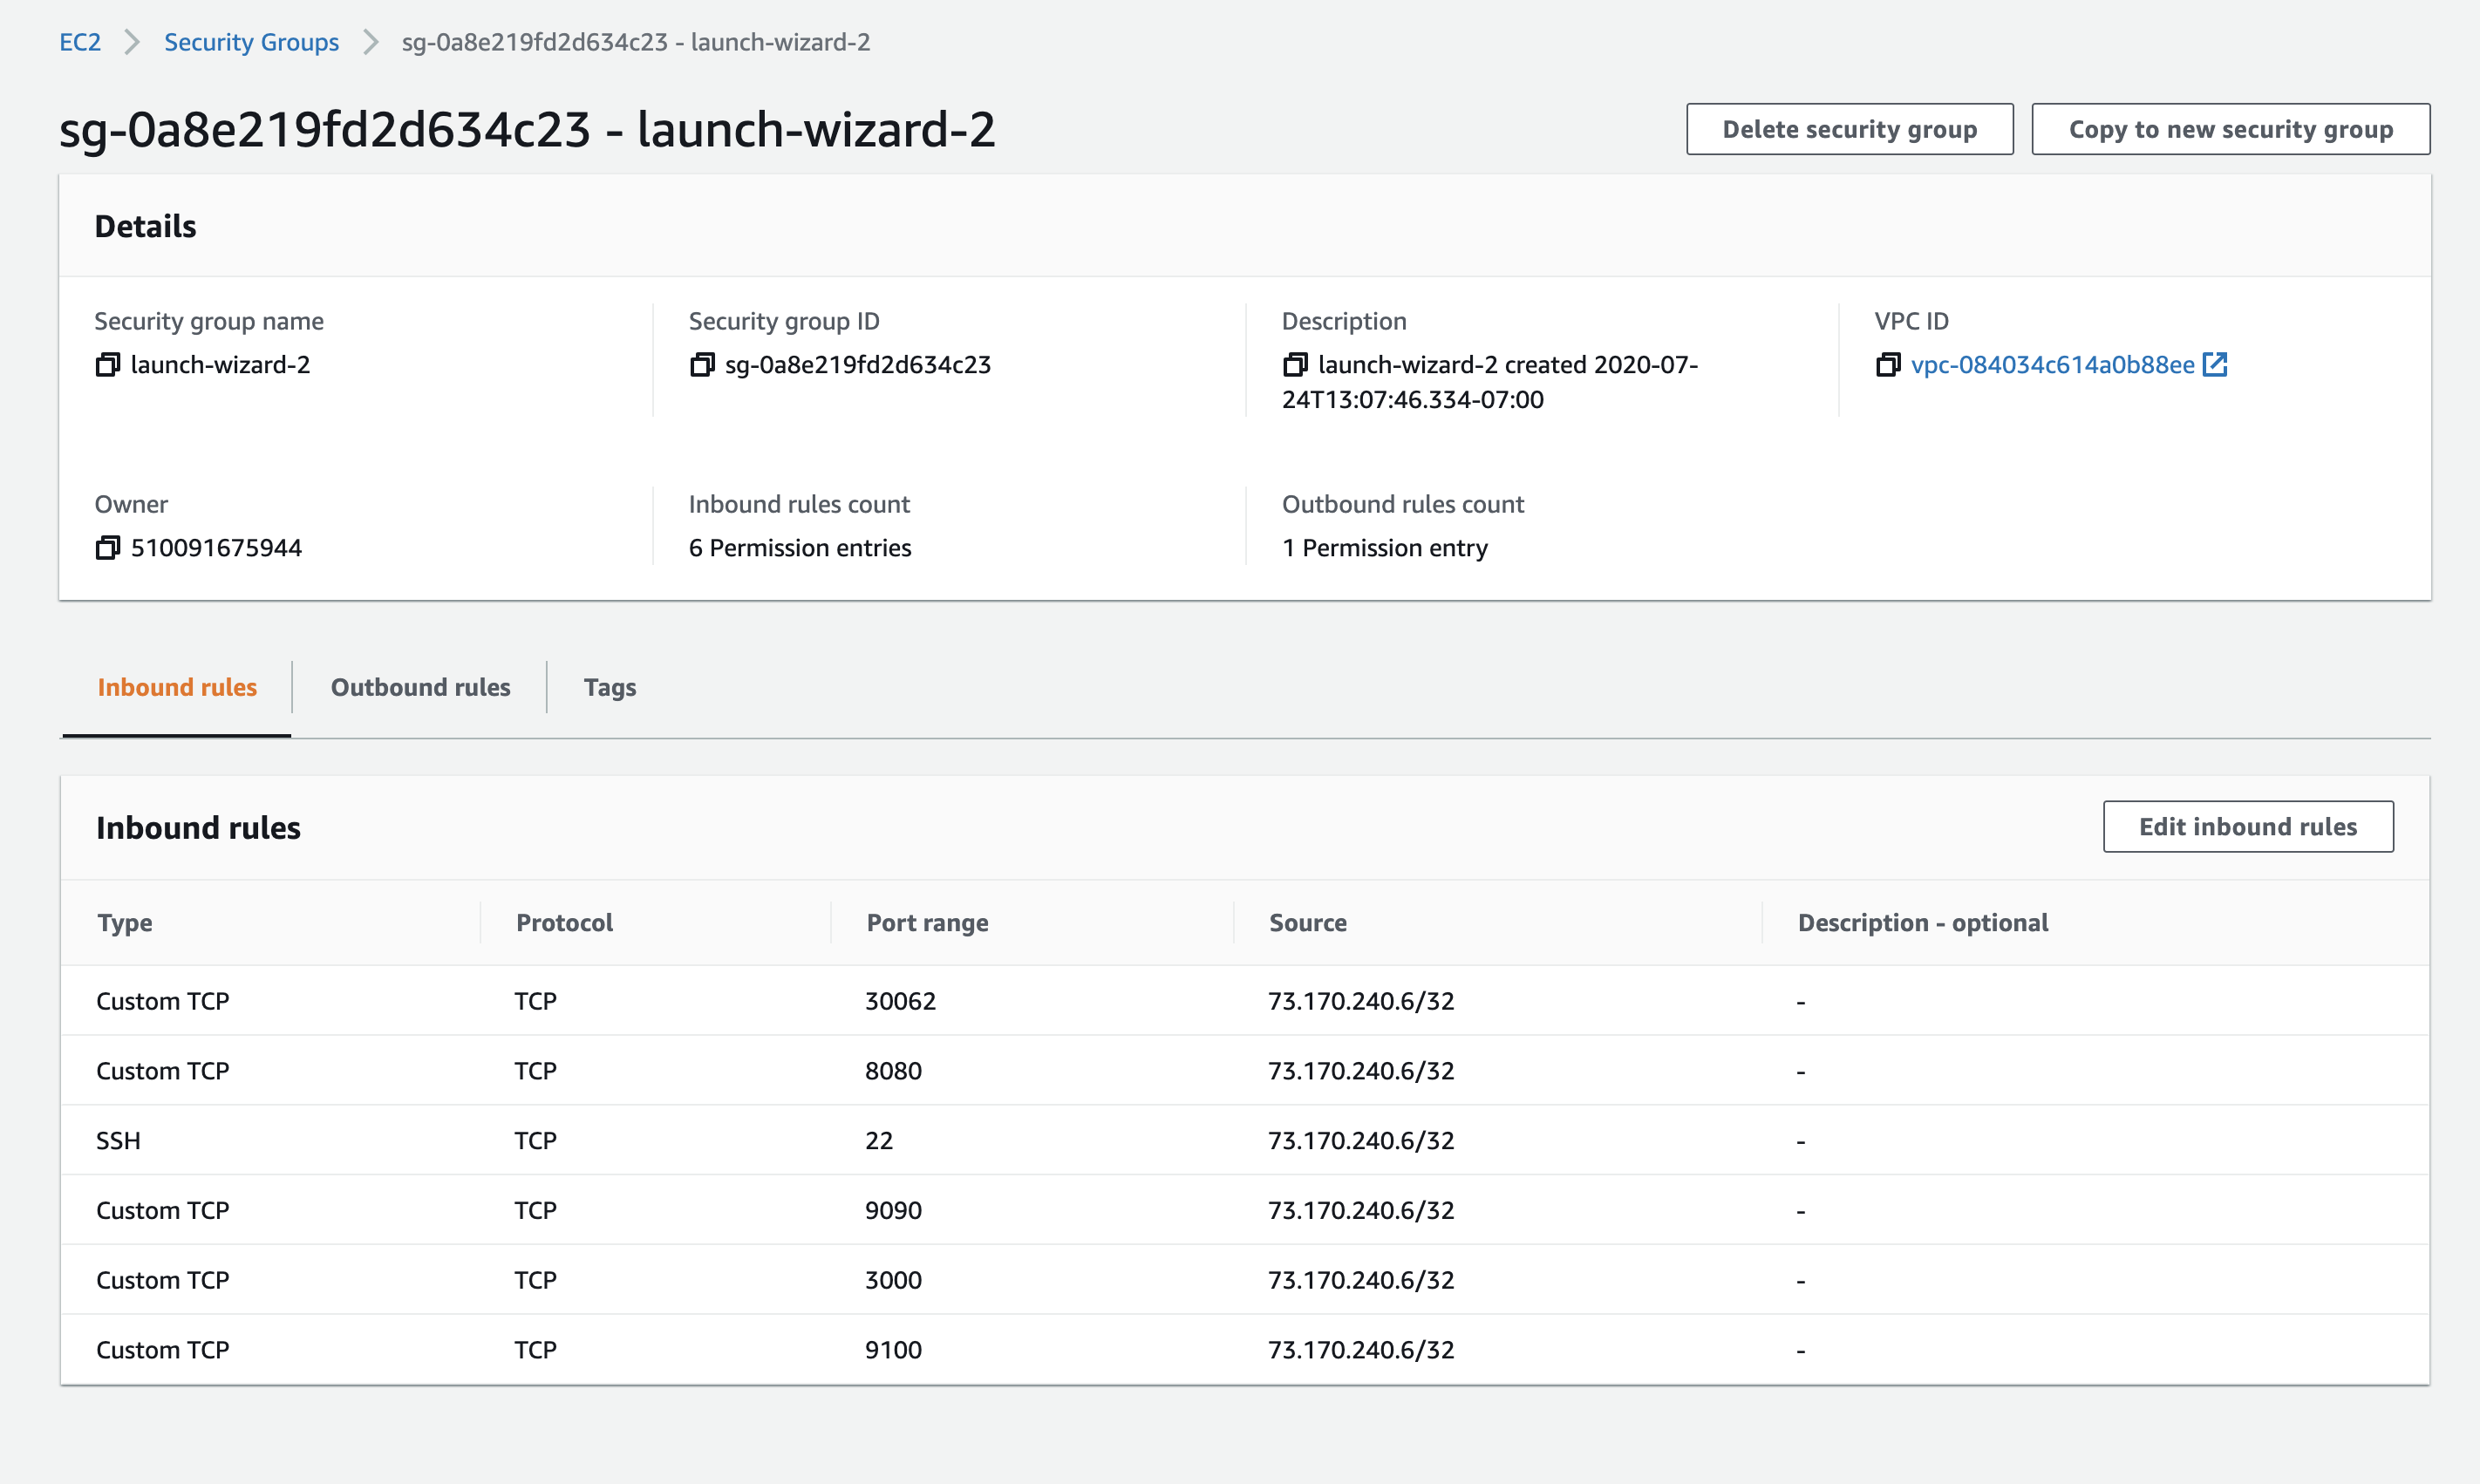 EC2 > Security Groups > sg-0a8e219fd2d634c23 - launch-wizard-2
sg-0a8e219fd2d634c23 - launch-wizard-2
Delete security group
Copy to new security group
Details
Security group name
launch-wizard-2
Security group ID
sg-0a8e219fd2d634c23
Description
launch-wizard-2 created 2020-07-
24T13:07:46.334-07:00
VPC ID
vpc-084034c614a0b88ee
Owner
510091675944
Inbound rules count
6 Permission entries
Outbound rules count
1 Permission entry
Inbound rules
Outbound rules
Tags
Inbound rules
Edit inbound rules
Type Protocol Port range Source Description - optional
Custom TCP TCP 30062 73.170.240.6/32 -
Custom TCP TCP 8080 73.170.240.6/32 -
SSH TCP 22 73.170.240.6/32 -
Custom TCP TCP 9090 73.170.240.6/32 -
Custom TCP TCP 3000 73.170.240.6/32 -
Custom TCP TCP 9100 73.170.240.6/32 -